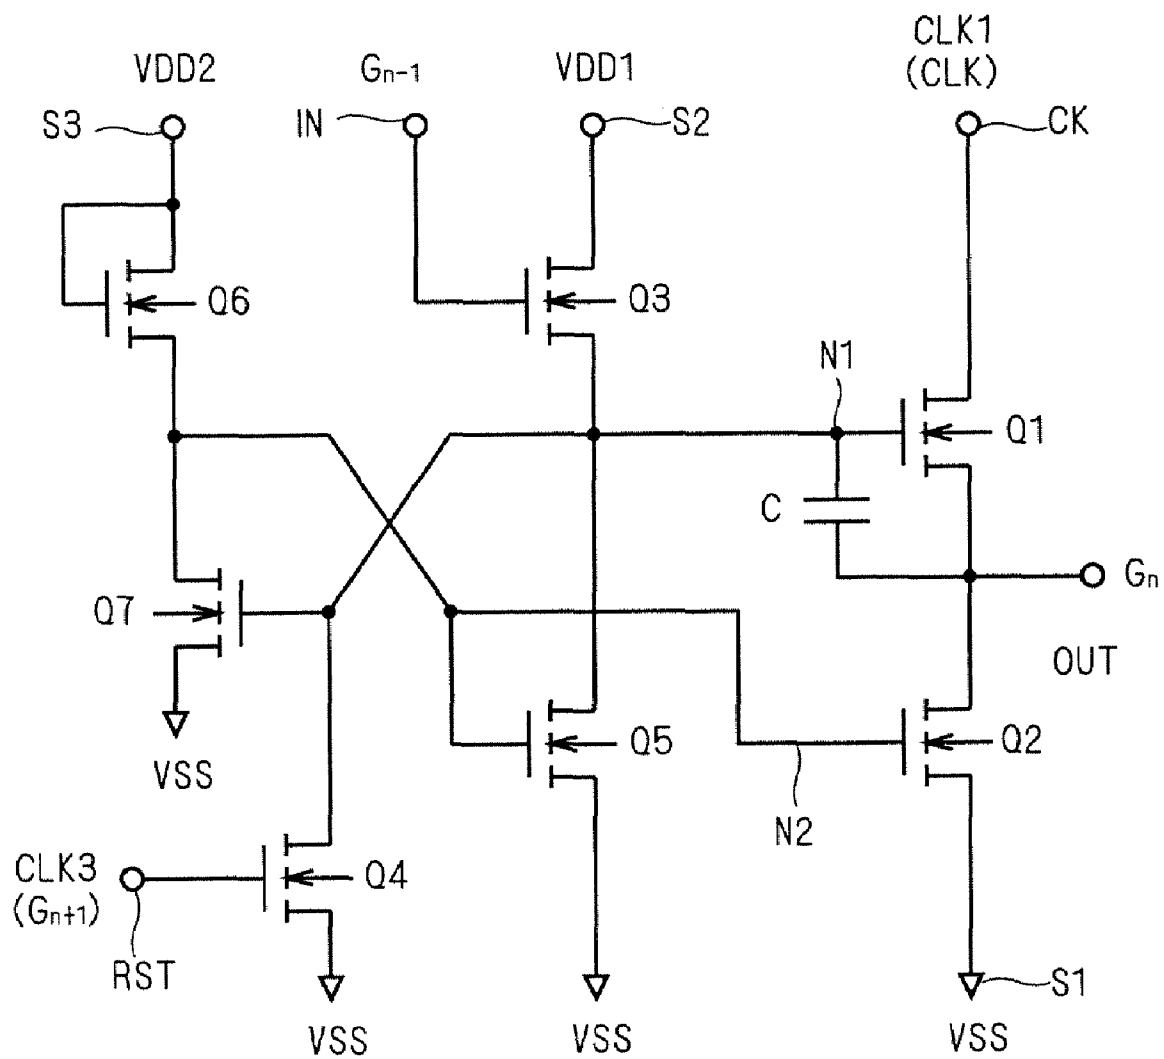 CLK1
VDD2
Gn-1
VDD1
(CLK)
S3
IN
S2
CK
Q6
Q3
N1
Q1
C
Gn
Q7
OUT
Q5
Q2
VSS
N2
CLK3
Q4
(Gn+1)
RST
S1
VSS
VSS
VSS